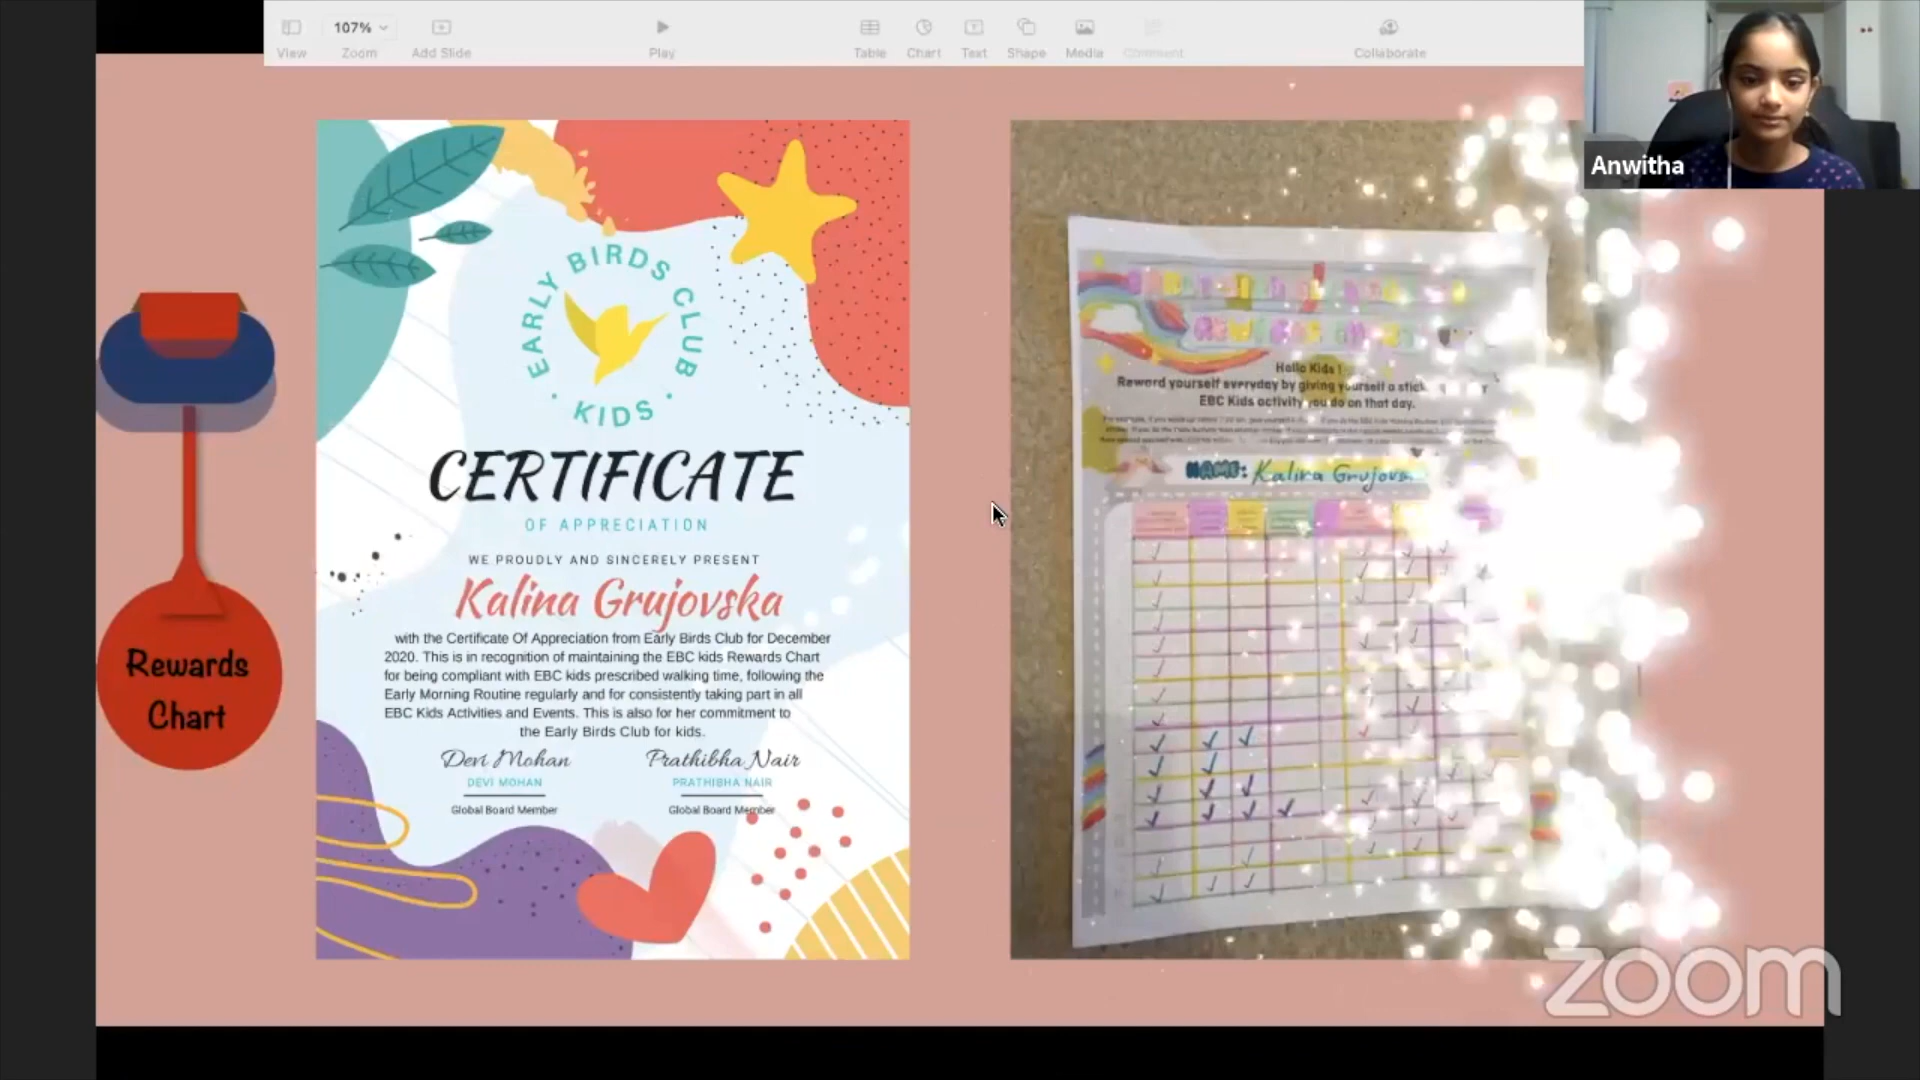 107%
View
Zoom
Add Slide
Play
Table
Chart
Text
Shape
Media
Comment
Collaborate
Anwitha
EARLY BIRDS CLUB
· KIDS ·
CERTIFICATE
OF APPRECIATION
WE PROUDLY AND SINCERELY PRESENT
Kalina Grujovska
with the Certificate Of Appreciation from Early Birds Club for December
2020. This is in recognition of maintaining the EBC kids Rewards Chart
for being compliant with EBC kids prescribed walking time, following the
Early Morning Routine regularly and for consistently taking part in all
EBC Kids Activities and Events. This is also for her commitment to
the Early Birds Club for kids.
Devi Mohan
DEVI MOHAN
Global Board Member
Prathibha Nair
PRATHIBHA NAIR
Global Board Member
Rewards
Chart
Hello Kids !
Reward yourself everyday by giving yourself a
EBC Kids activity you do on that day.
NAME: Kalina
zoom